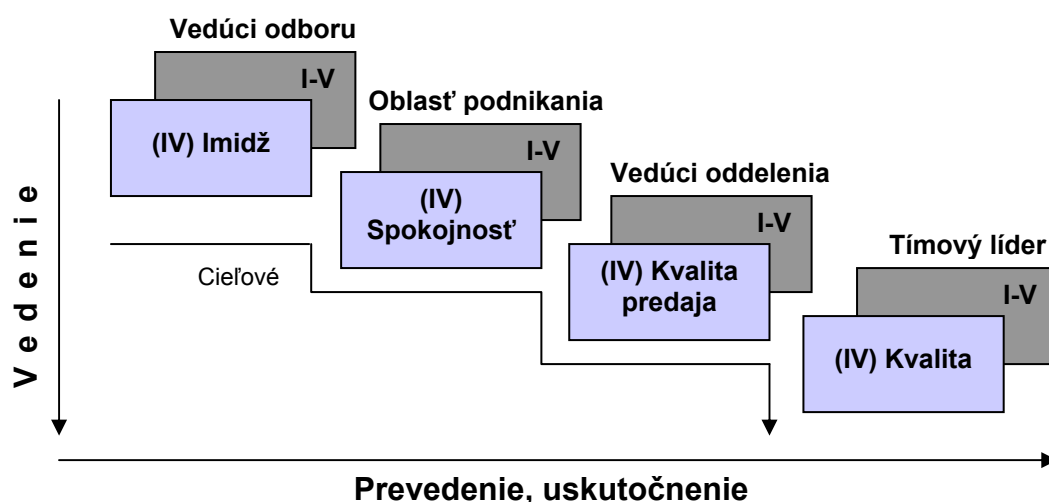 Vedúci odboru
I-V
(IV) Imidž
Oblasť podnikania
I-V
(IV)
Spokojnosť
Vedúci oddelenia
I-V
(IV) Kvalita
predaja
Tímový líder
I-V
(IV) Kvalita
Cieľové
V e d e n i e
Prevedenie, uskutočnenie